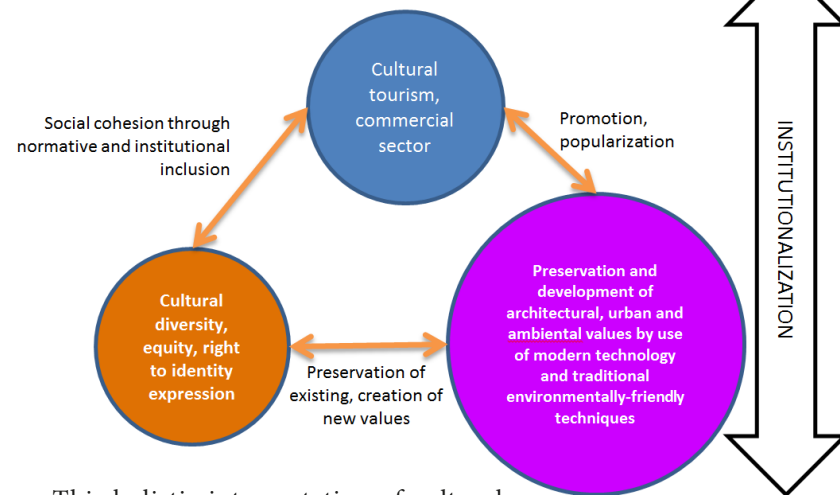 Cultural
tourism,
commercial
sector
Social cohesion through
normative and institutional
inclusion
Promotion,
popularization
INSTITUTIONALIZATION
Cultural
diversity,
equity, right
to identity
expression
Preservation and
development of
architectural, urban and
ambiental values by use
of modern technology
and traditional
environmentally-friendly
techniques
Preservation of
existing, creation of
new values